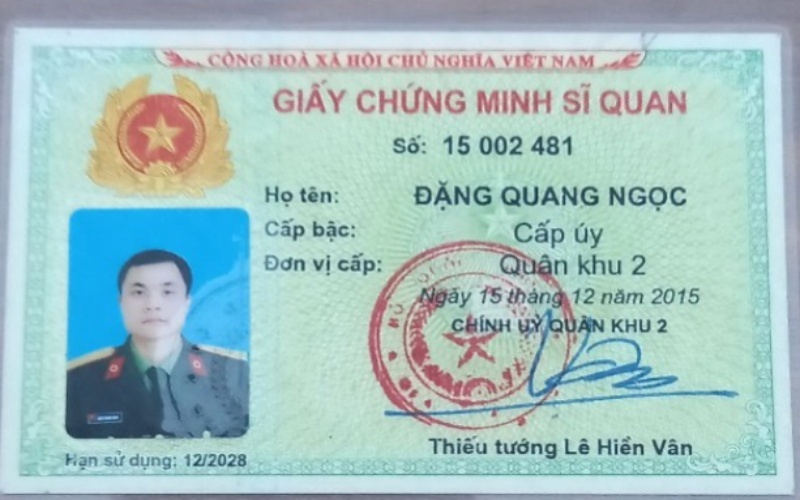 CỘNG HOÀ XÃ HỘI CHỦ NGHĨA VIỆT NAM
GIẤY CHỨNG MINH SĨ QUAN
Số: 15 002 481
Họ tên: ĐẶNG QUANG NGỌC
Cấp bậc: Cấp úy
Đơn vị cấp: Quân khu 2
Ngày 15 tháng 12 năm 2015
CHÍNH UỶ QUÂN KHU 2
Thiếu tướng Lê Hiền Vân
Hạn sử dụng: 12/2028